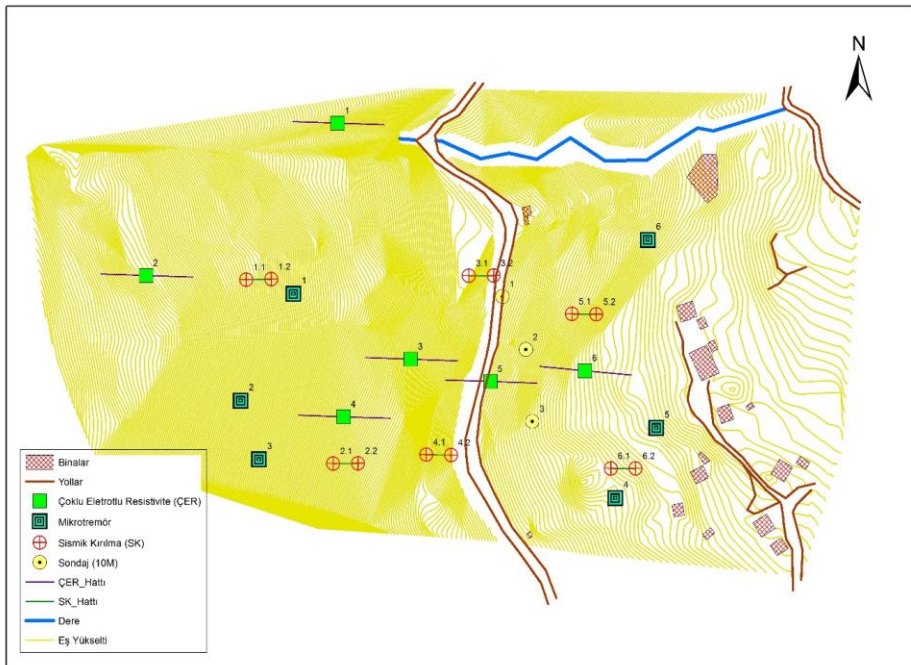 N
1
6
2
1.1 1.2
1
3.1 3.2
1
5.1 5.2
2
3
6
5
2
4
3
5
3
2.1 2.2
4.1 4.2
6.1 6.2
4
Binalar
Yollar
Çoklu Eletrotlu Resistivite (ÇER)
Mikrotremör
Sismik Kırılma (SK)
Sondaj (10M)
ÇER_Hattı
SK_Hattı
Dere
Eş Yükselti